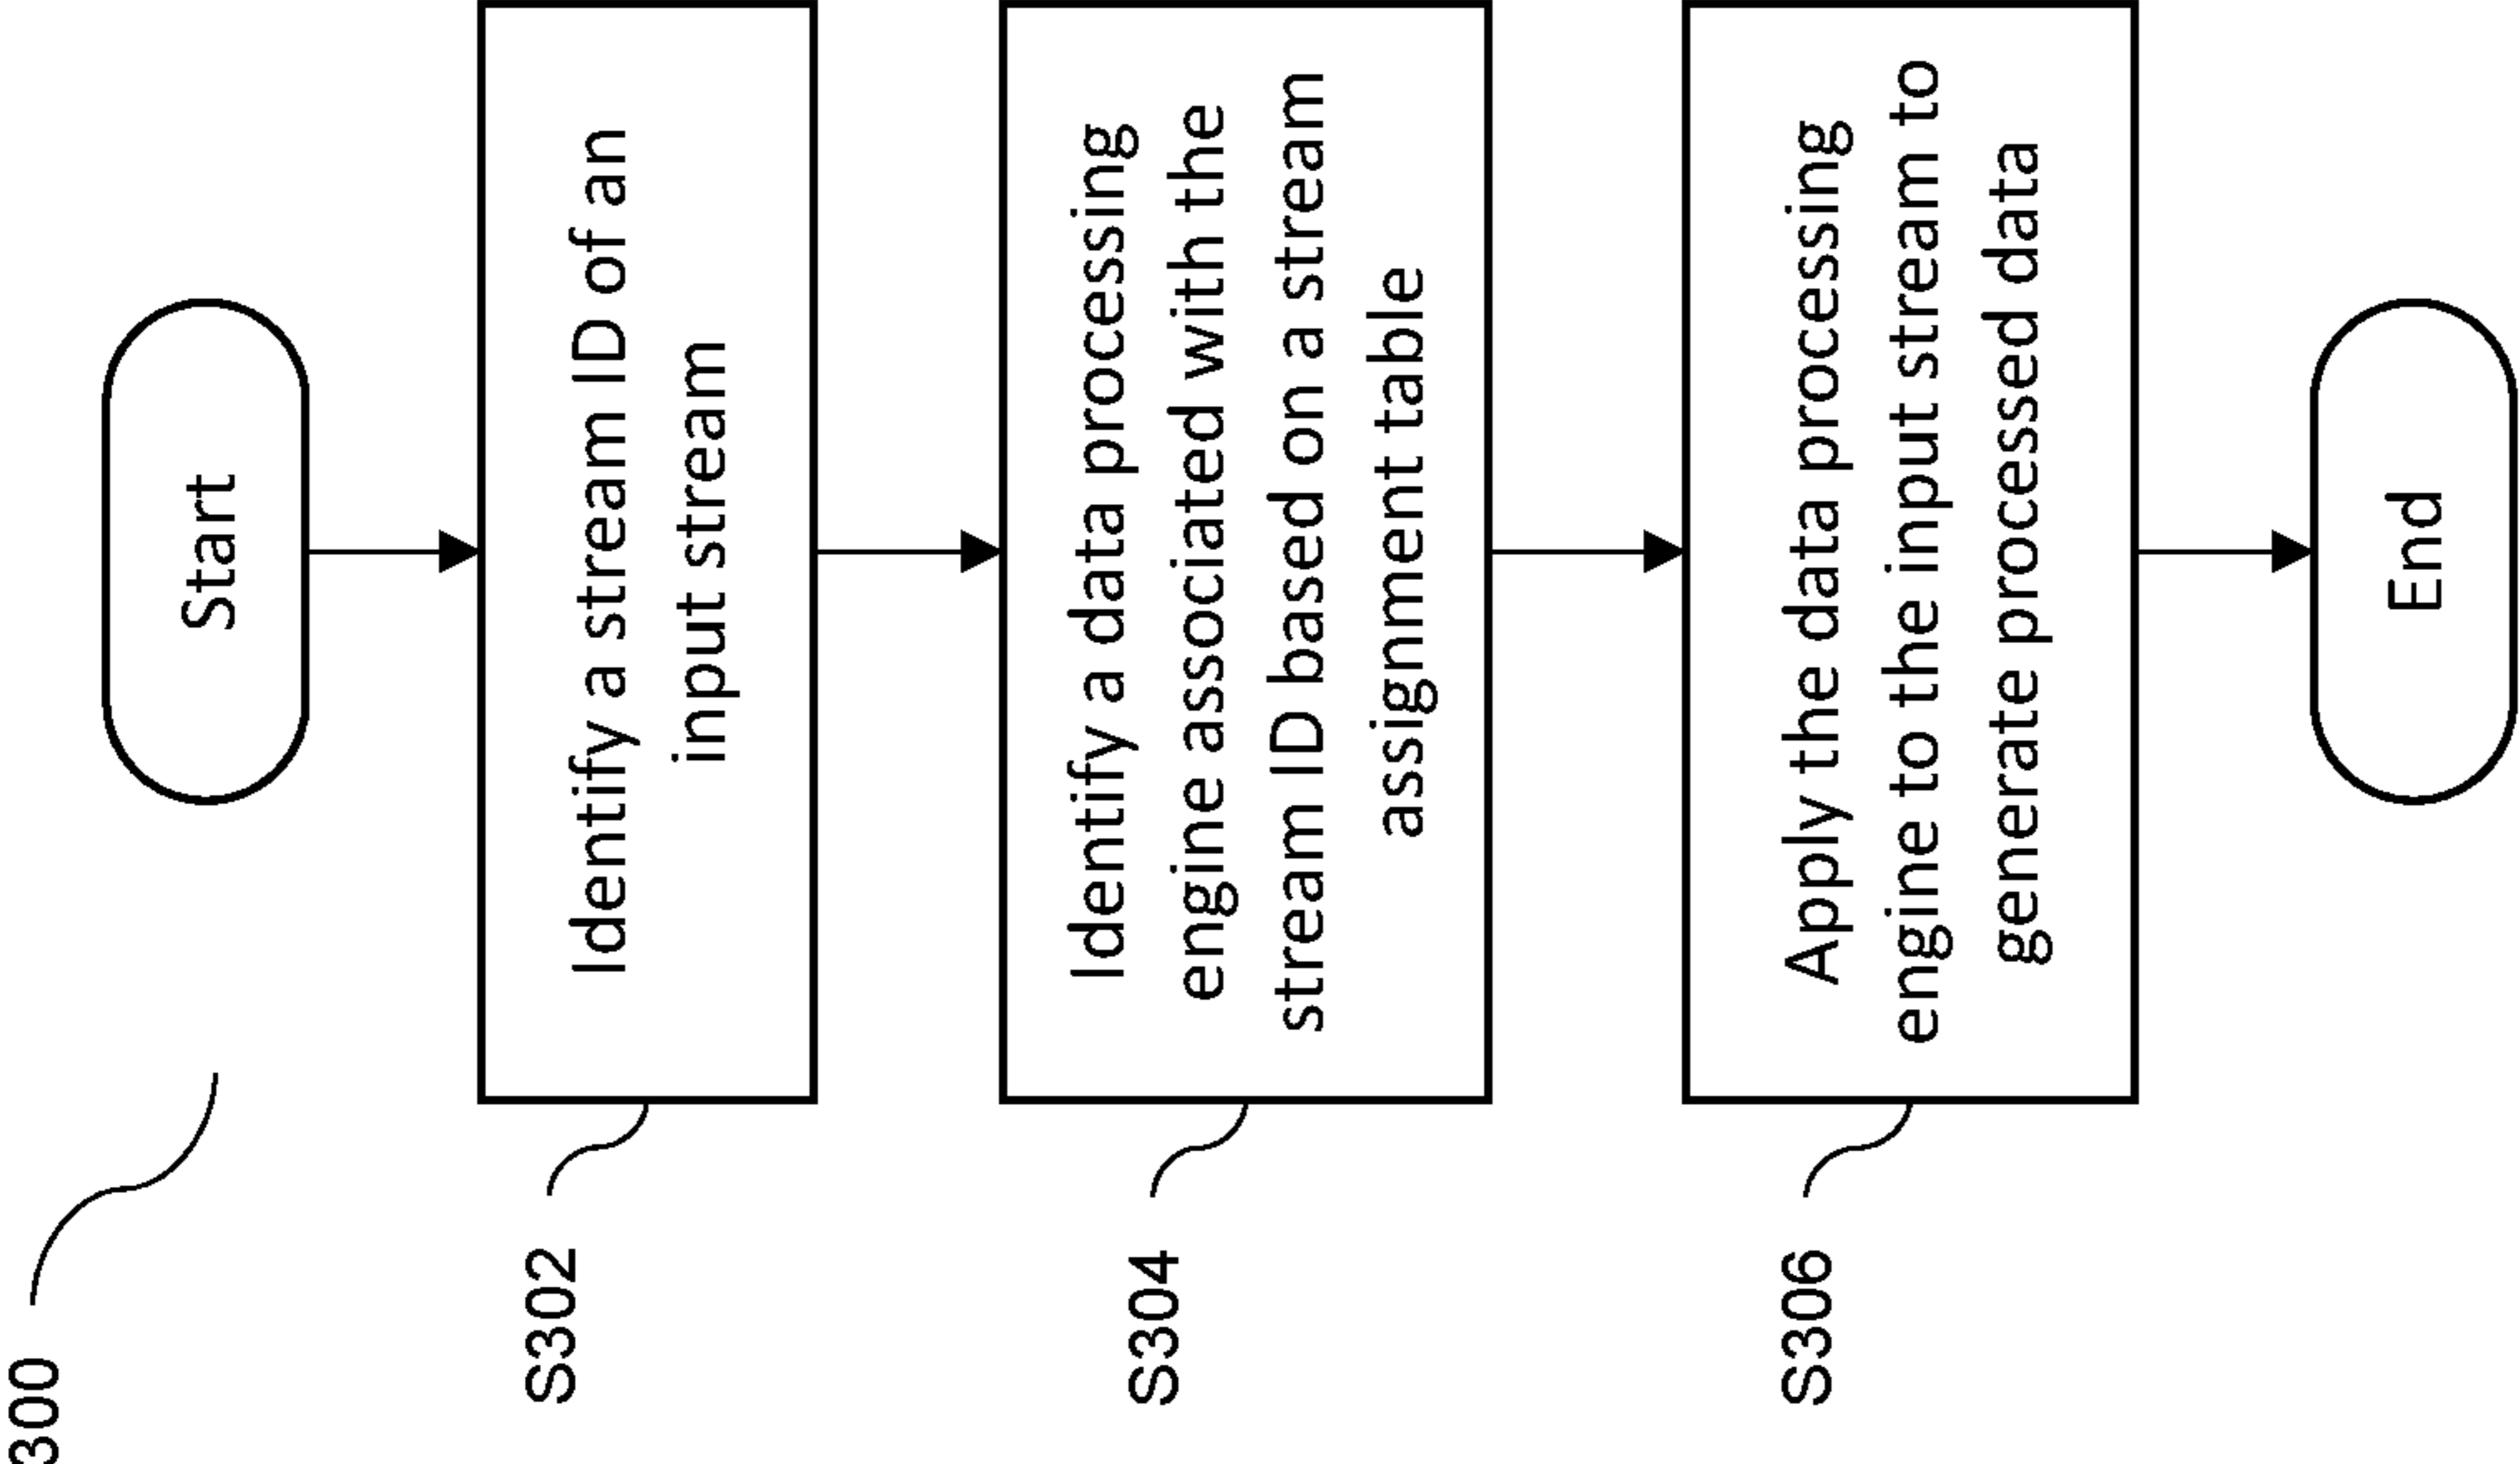 300
Start
S302
Identify a stream ID of an
input stream
S304
Identify a data processing
engine associated with the
stream ID based on a stream
assignment table
S306
Apply the data processing
engine to the input stream to
generate processed data
End